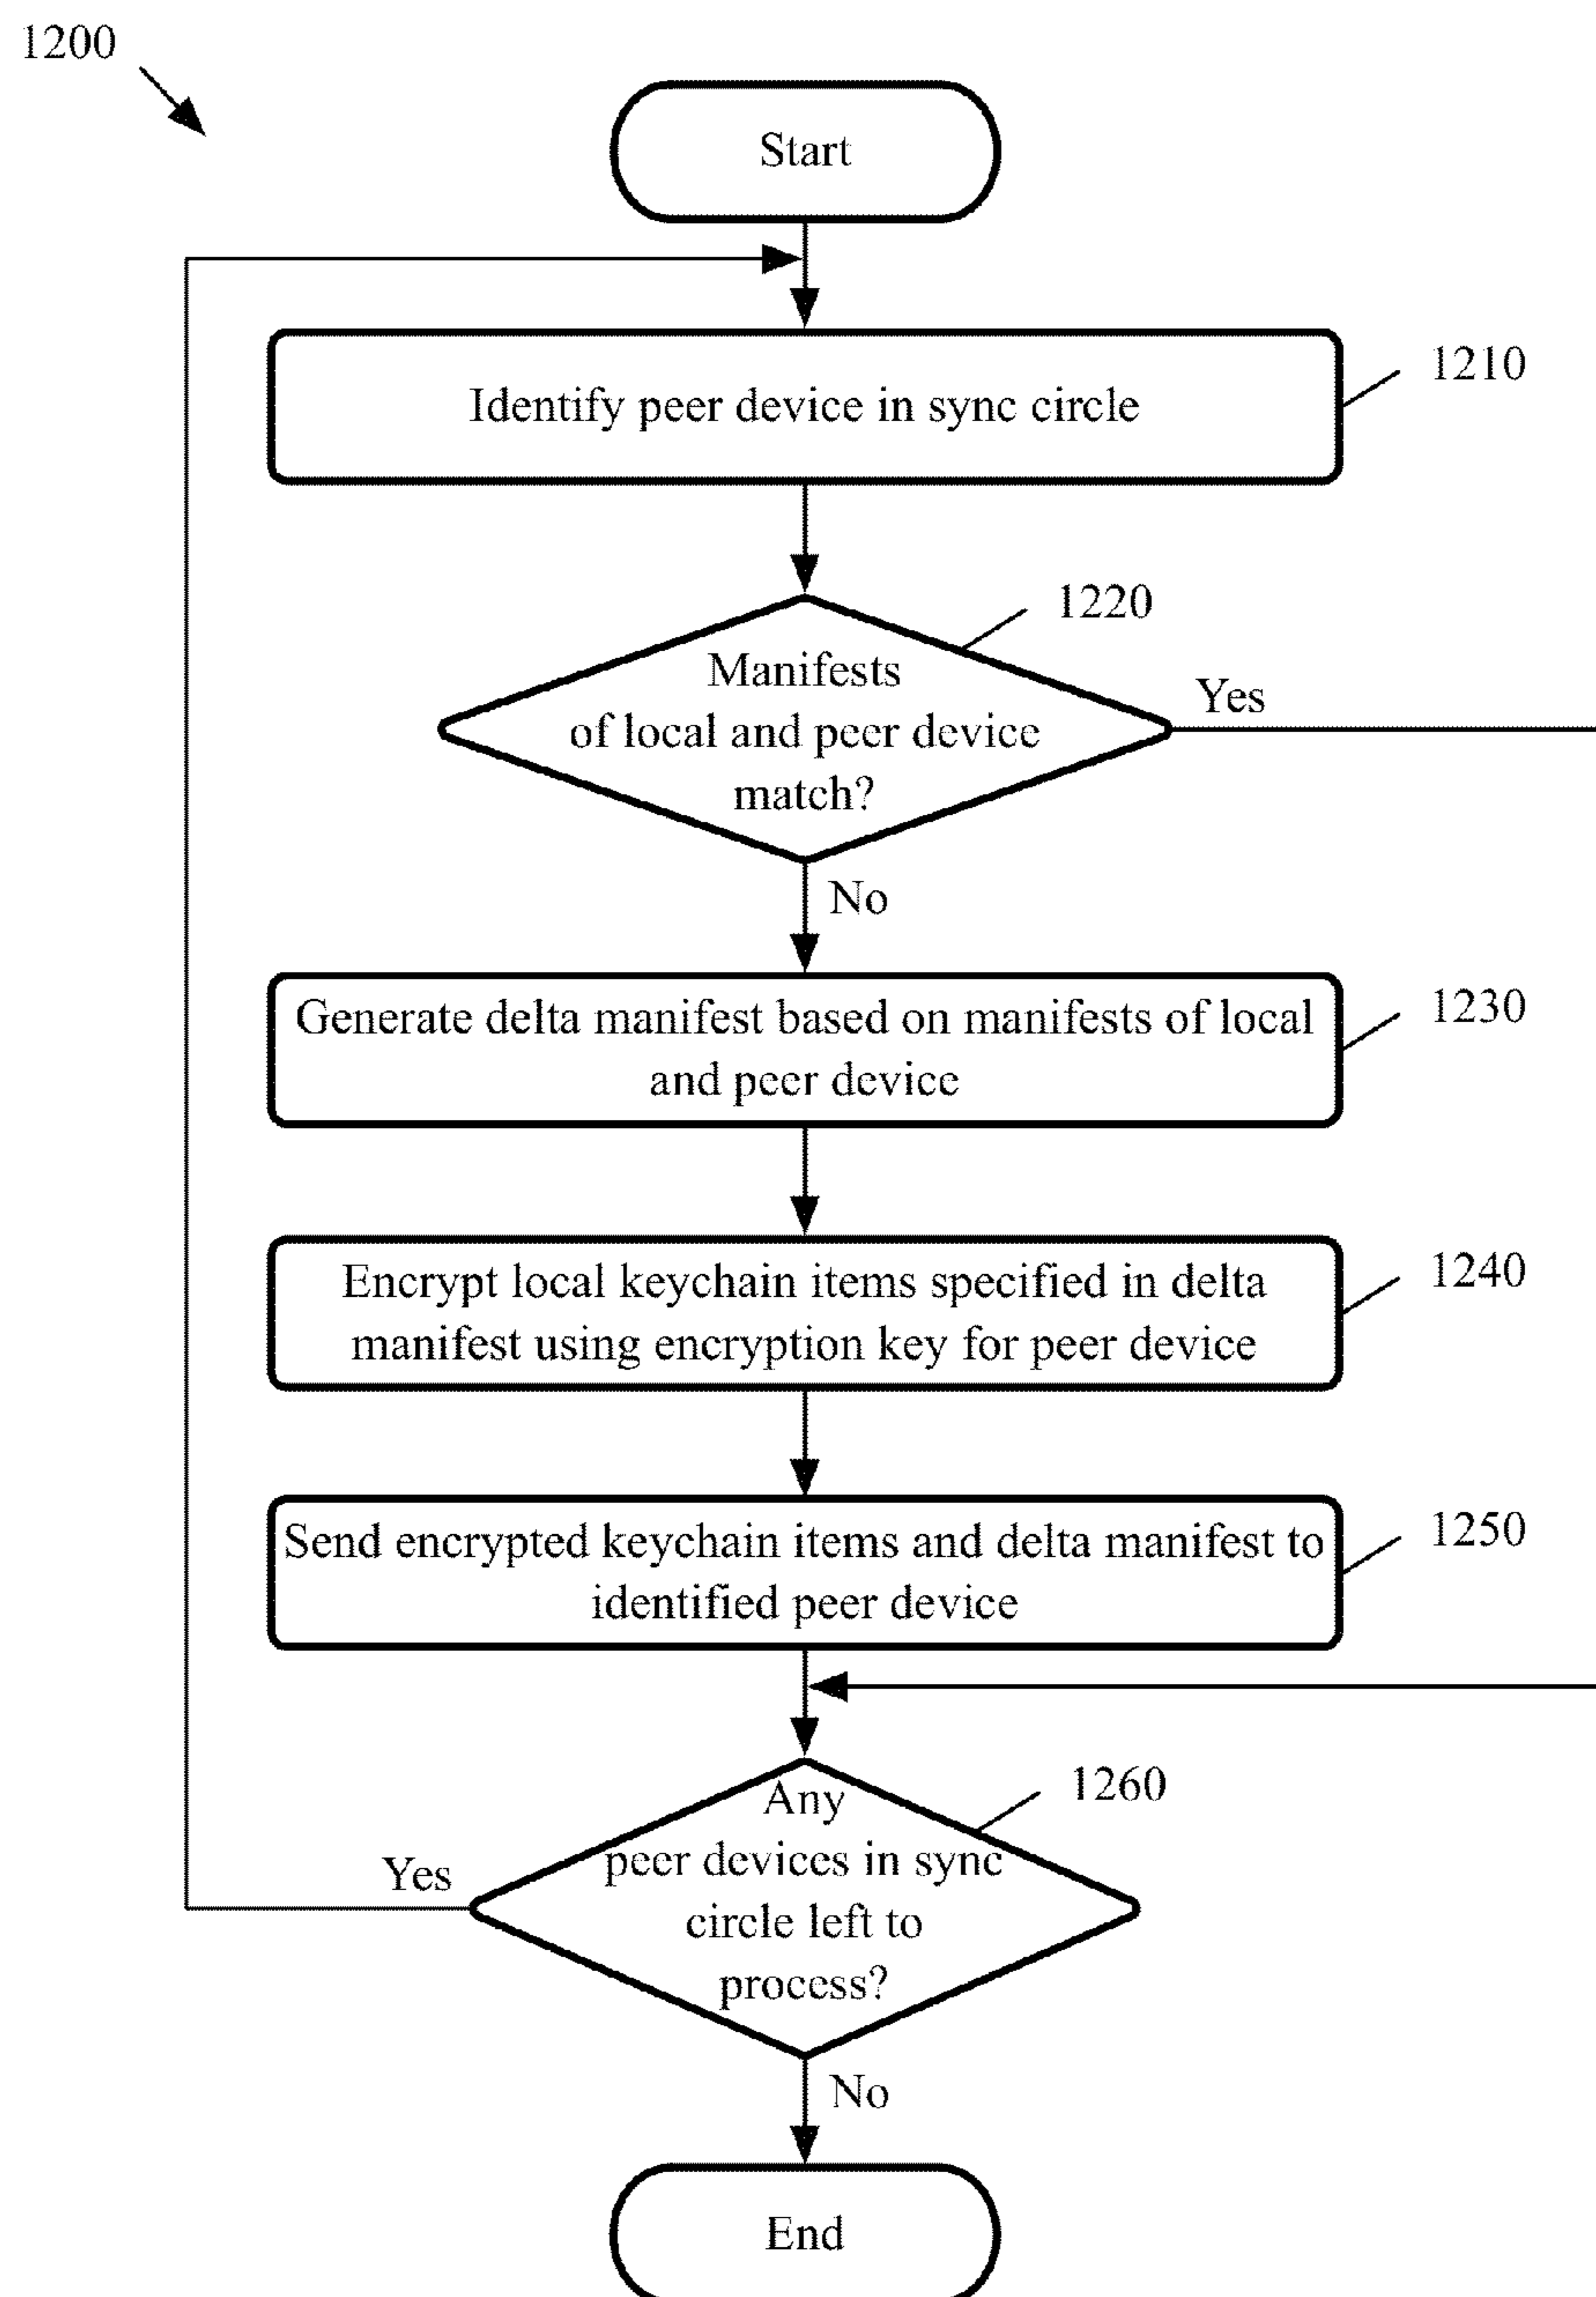 1200
Start
Identify peer device in sync circle
1210
1220
Manifests
of local and peer device
match?
Yes
No
Generate delta manifest based on manifests of local
and peer device
1230
Encrypt local keychain items specified in delta
manifest using encryption key for peer device
1240
Send encrypted keychain items and delta manifest to
identified peer device
1250
1260
Any
peer devices in sync
circle left to
process?
Yes
No
End